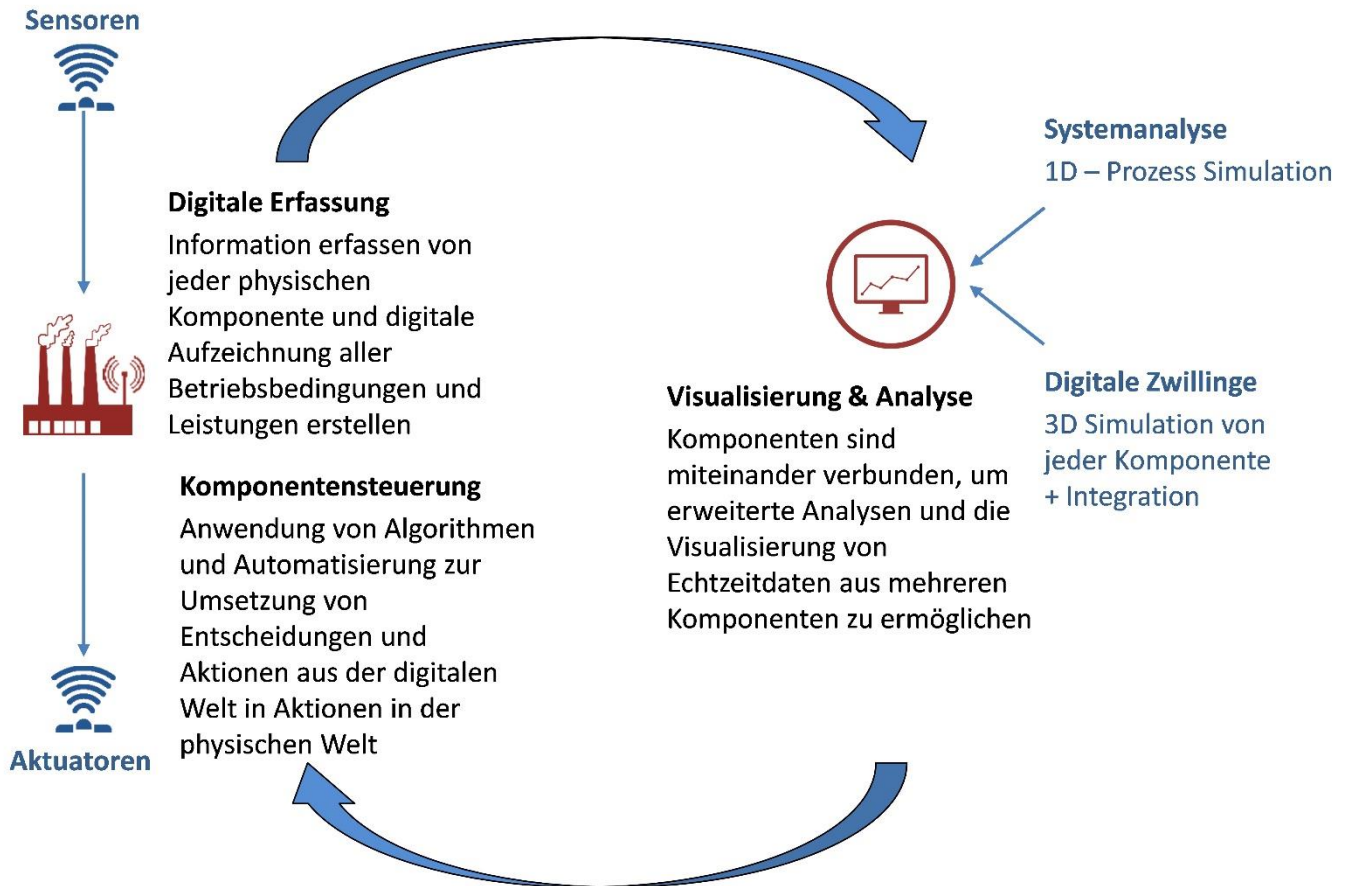 Sensoren
Digitale Erfassung
Information erfassen von
jeder physischen
Komponente und digitale
Aufzeichnung aller
Betriebsbedingungen und
Leistungen erstellen
Komponentensteuerung
Anwendung von Algorithmen
und Automatisierung zur
Umsetzung von
Entscheidungen und
Aktionen aus der digitalen
Welt in Aktionen in der
physischen Welt
Aktuatoren
Visualisierung & Analyse
Komponenten sind
miteinander verbunden, um
erweiterte Analysen und die
Visualisierung von
Echtzeitdaten aus mehreren
Komponenten zu ermöglichen
Systemanalyse
1D – Prozess Simulation
Digitale Zwillinge
3D Simulation von
jeder Komponente
+ Integration